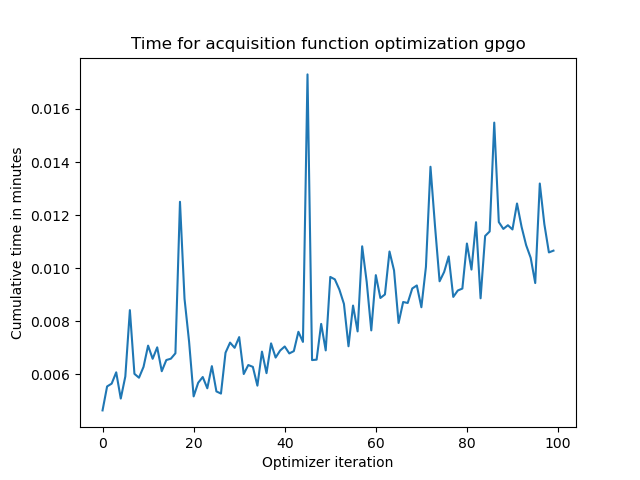 Time for acquisition function optimization gpgo
Cumulative time in minutes
0.016
0.014
0.012
0.010
0.008
0.006
0 20 40 60 80 100
Optimizer iteration